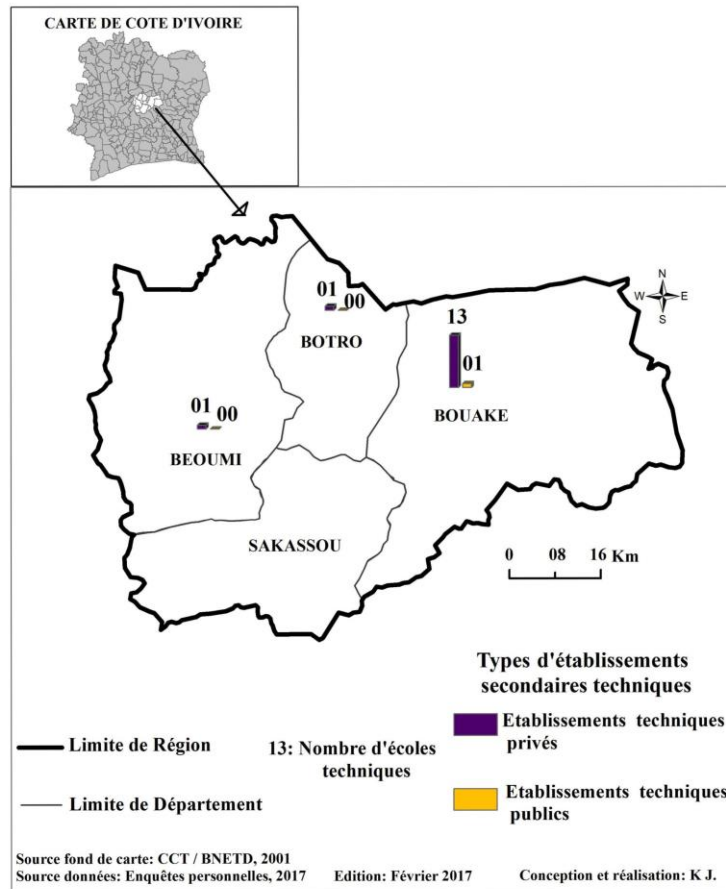 CARTE DE COTE D'IVOIRE
N
W E
S
01 00
BOTRO
13
01
BOUAKE
01 00
BEOUMI
SAKASSOU
0 08 16 Km
Types d'établissements
secondaires techniques
Etablissements techniques
privés
Etablissements techniques
publics
Limite de Région
Limite de Département
13: Nombre d'écoles
techniques
Source fond de carte: CCT / BNETD, 2001
Source données: Enquêtes personnelles, 2017 Edition: Février 2017 Conception et réalisation: K J.